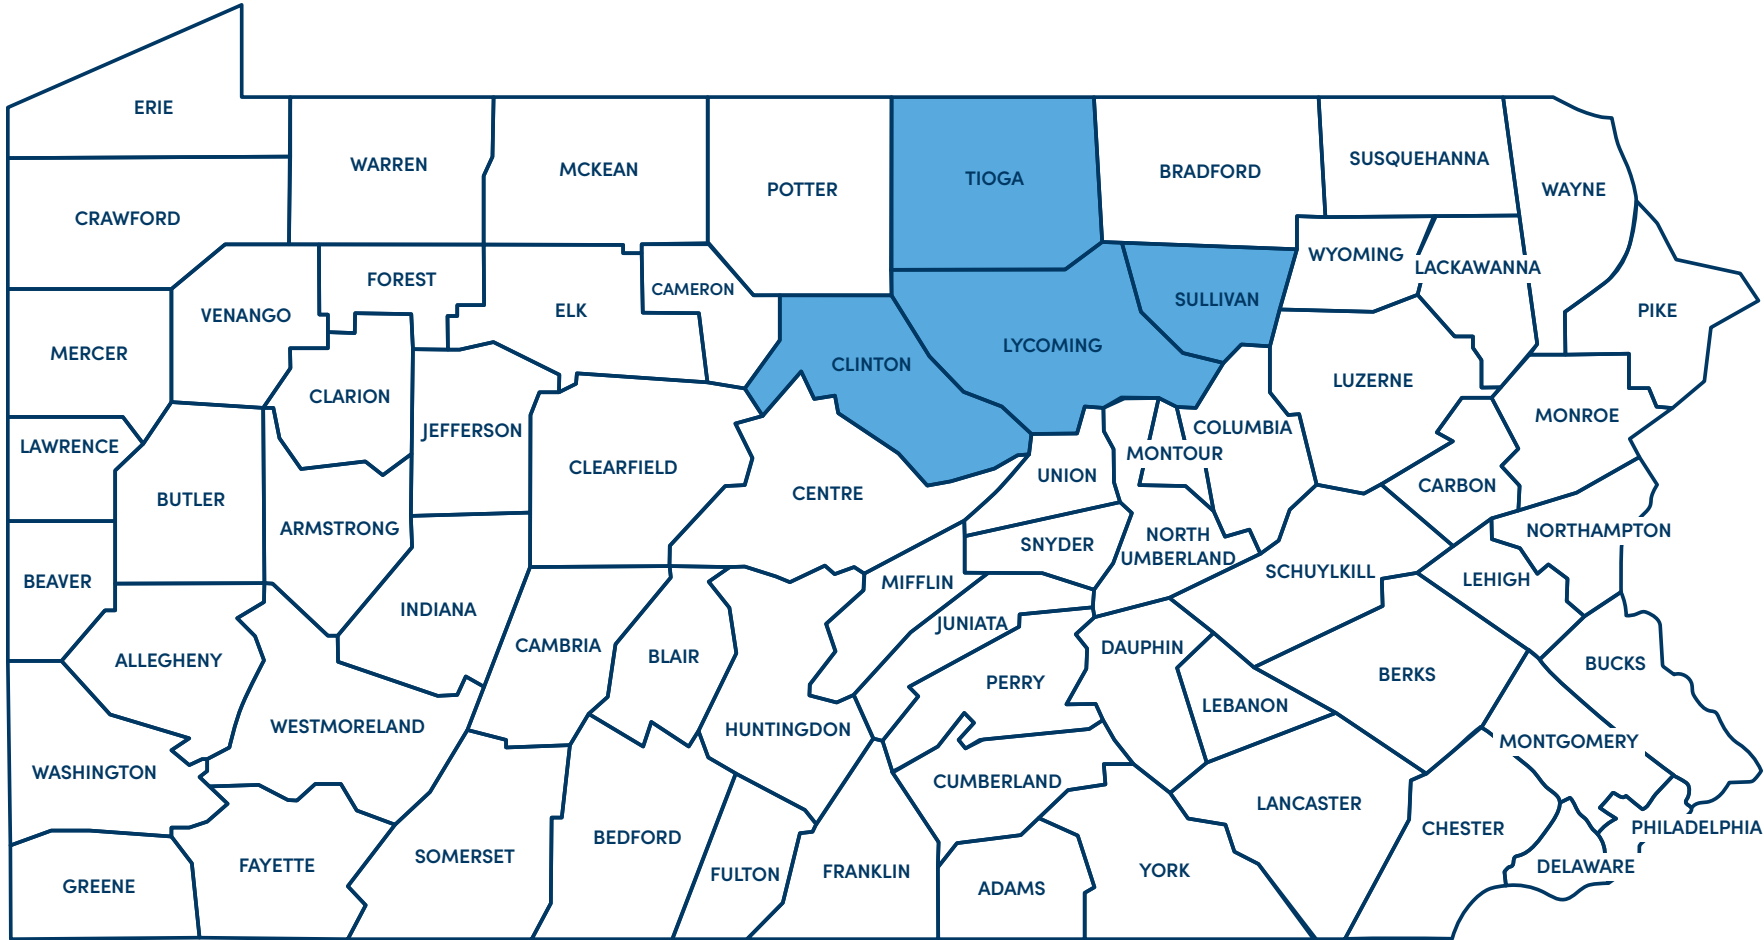 ERIE
WARREN
MCKEAN
POTTER
TIOGA
BRADFORD
SUSQUEHANNA
WAYNE
CRAWFORD
FOREST
CAMERON
WYOMING
LACKAWANNA
VENANGO
ELK
SULLIVAN
PIKE
MERCER
CLINTON
LYCOMING
LUZERNE
CLARION
MONROE
LAWRENCE
JEFFERSON
COLUMBIA
MONTOUR
CLEARFIELD
UNION
CARBON
BUTLER
CENTRE
ARMSTRONG
SNYDER
NORTH
UMBERLAND
NORTHAMPTON
BEAVER
MIFFLIN
SCHUYLKILL
LEHIGH
INDIANA
JUNIATA
CAMBRIA
DAUPHIN
ALLEGHENY
BLAIR
BUCKS
PERRY
BERKS
LEBANON
WESTMORELAND
HUNTINGDON
MONTGOMERY
WASHINGTON
CUMBERLAND
LANCASTER
CHESTER
PHILADELPHIA
BEDFORD
SOMERSET
FAYETTE
DELAWARE
GREENE
FULTON
FRANKLIN
ADAMS
YORK